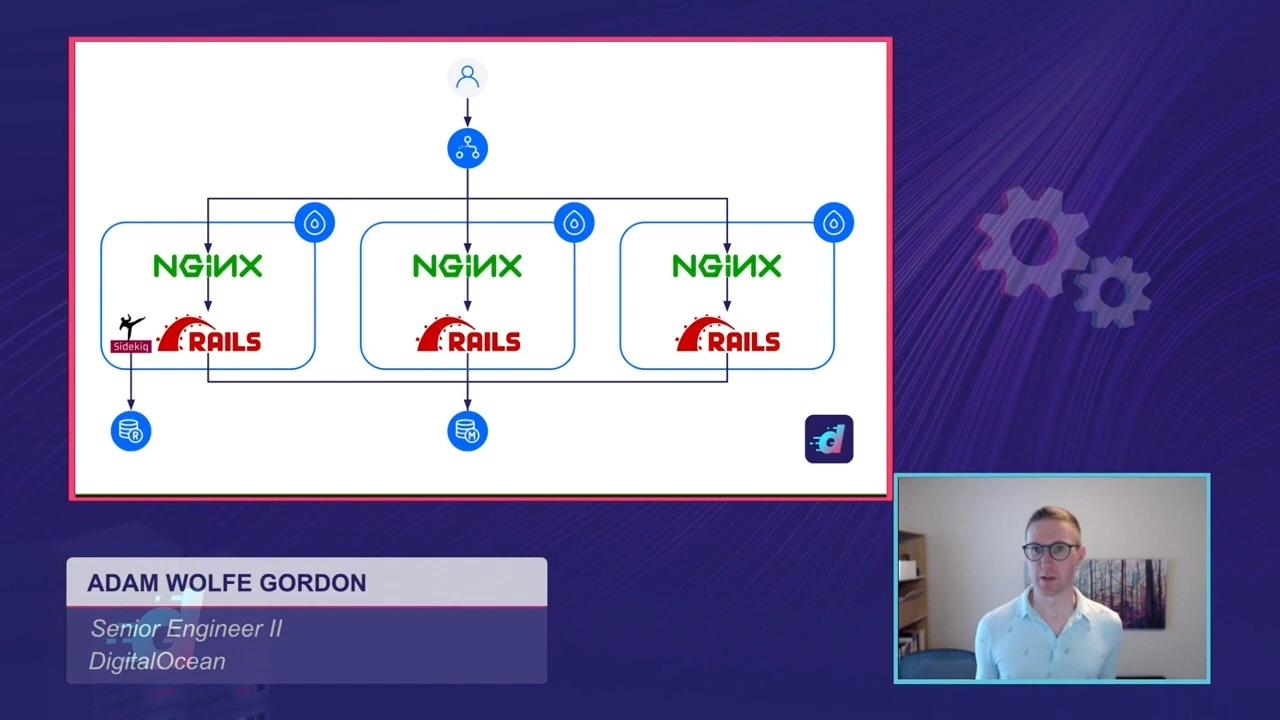 NGiNX
NGiNX
NGiNX
Sidekiq
RAILS
RAILS
RAILS
R
M
d
ADAM WOLFE GORDON
Senior Engineer II
DigitalOcean